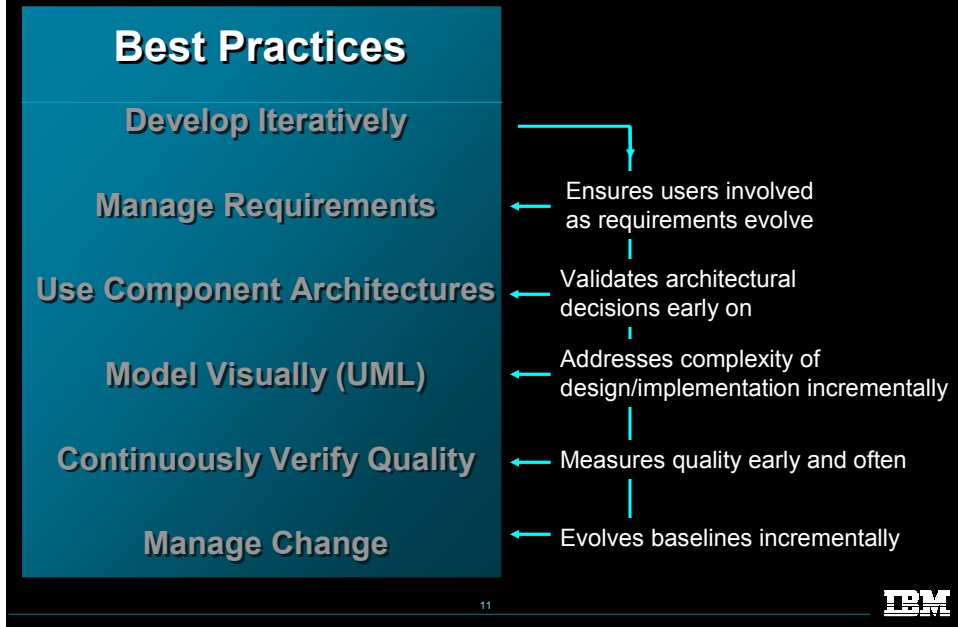 Best Practices
Develop Iteratively
Manage Requirements
Ensures users involved
as requirements evolve
Use Component Architectures
Validates architectural
decisions early on
Model Visually (UML)
Addresses complexity of
design/implementation incrementally
Continuously Verify Quality
Measures quality early and often
Manage Change
Evolves baselines incrementally
11
IBM